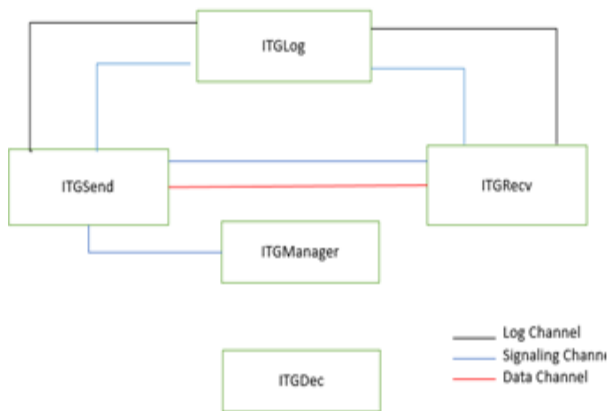 ITGLog
ITGSend
ITGRecv
ITGManager
ITGDec
Log Channel
Signaling Channe
Data Channel